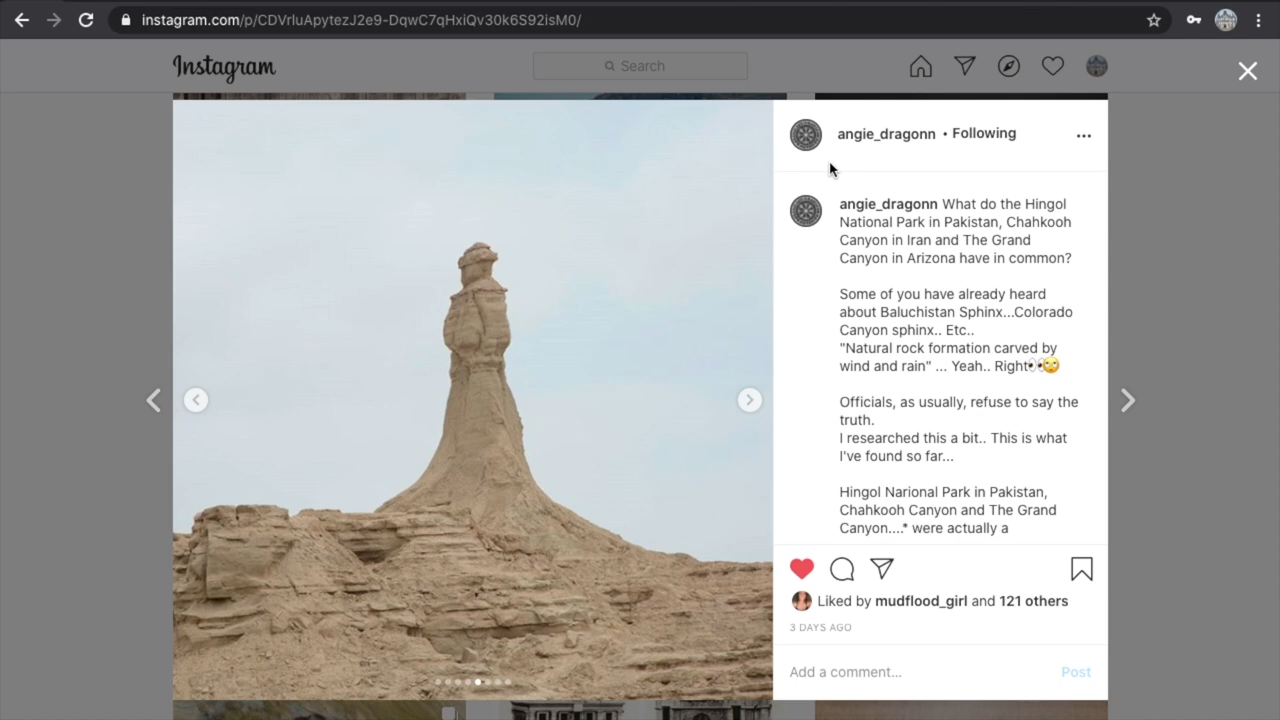 instagram.com/p/CDVrIuApytezJ2e9-DqwC7qHxiQv30k6S92isM0/
Instagram
Search
angie_dragonn • Following
angie_dragonn What do the Hingol
National Park in Pakistan, Chahkooh
Canyon in Iran and The Grand
Canyon in Arizona have in common?
Some of you have already heard
about Baluchistan Sphinx...Colorado
Canyon sphinx.. Etc..
"Natural rock formation carved by
wind and rain" ... Yeah.. Right👀🙄
Officials, as usually, refuse to say the
truth.
I researched this a bit.. This is what
I've found so far...
Hingol Narional Park in Pakistan,
Chahkooh Canyon and The Grand
Canyon....* were actually a
Liked by mudflood_girl and 121 others
3 DAYS AGO
Add a comment...
Post